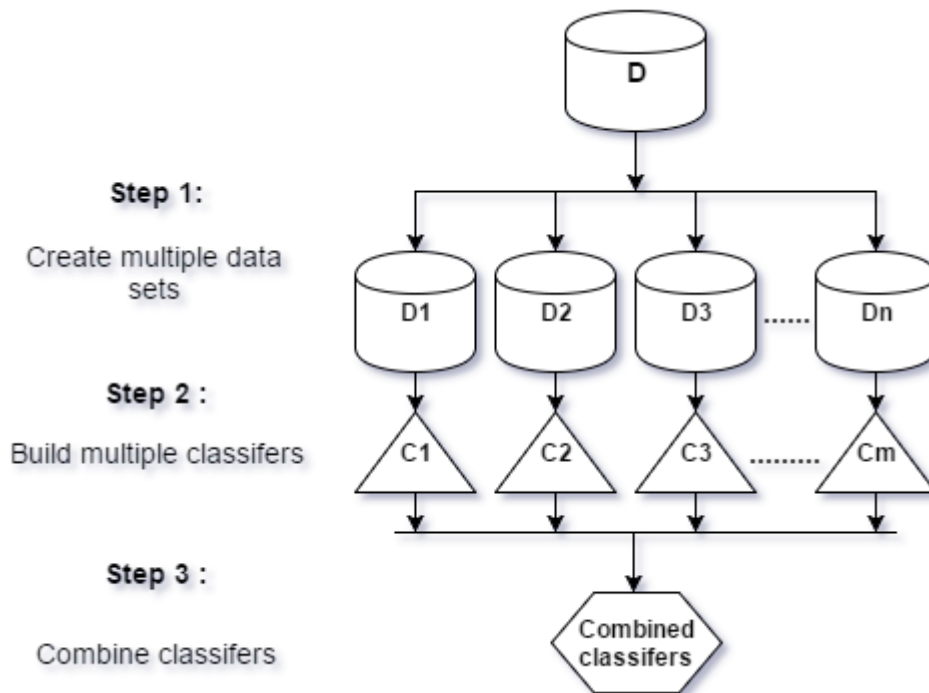 D
Step 1:
Create multiple data
sets
D1 D2 D3 ...... Dn
Step 2 :
Build multiple classifers
C1 C2 C3 ......... Cm
Step 3 :
Combine classifers
Combined
classifers